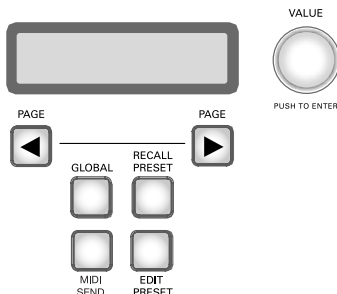 VALUE
PUSH TO ENTER
PAGE
PAGE
GLOBAL
RECALL
PRESET
MIDI
SEND
EDIT
PRESET